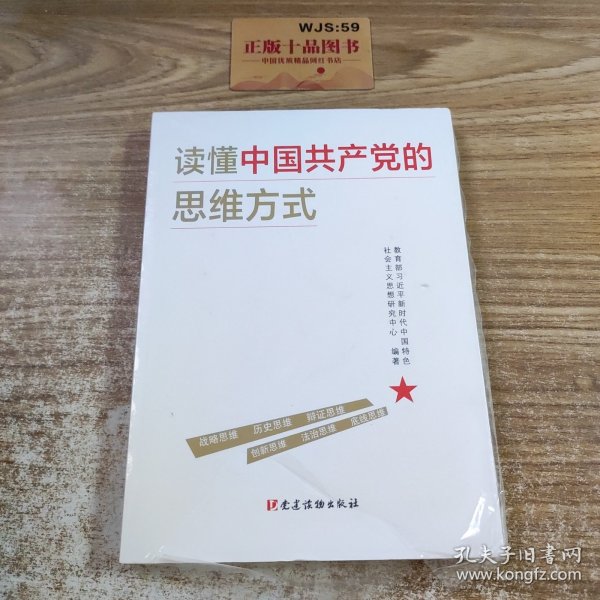 WJS:59
正版十品图书
中国优质精品网红书店
读懂中国共产党的
思维方式
教育部习近平新时代中国特色
社会主义思想研究中心 编著
战略思维 历史思维 辩证思维
创新思维 法治思维 底线思维
党建读物出版社
孔夫子旧书网
www.kongfz.com